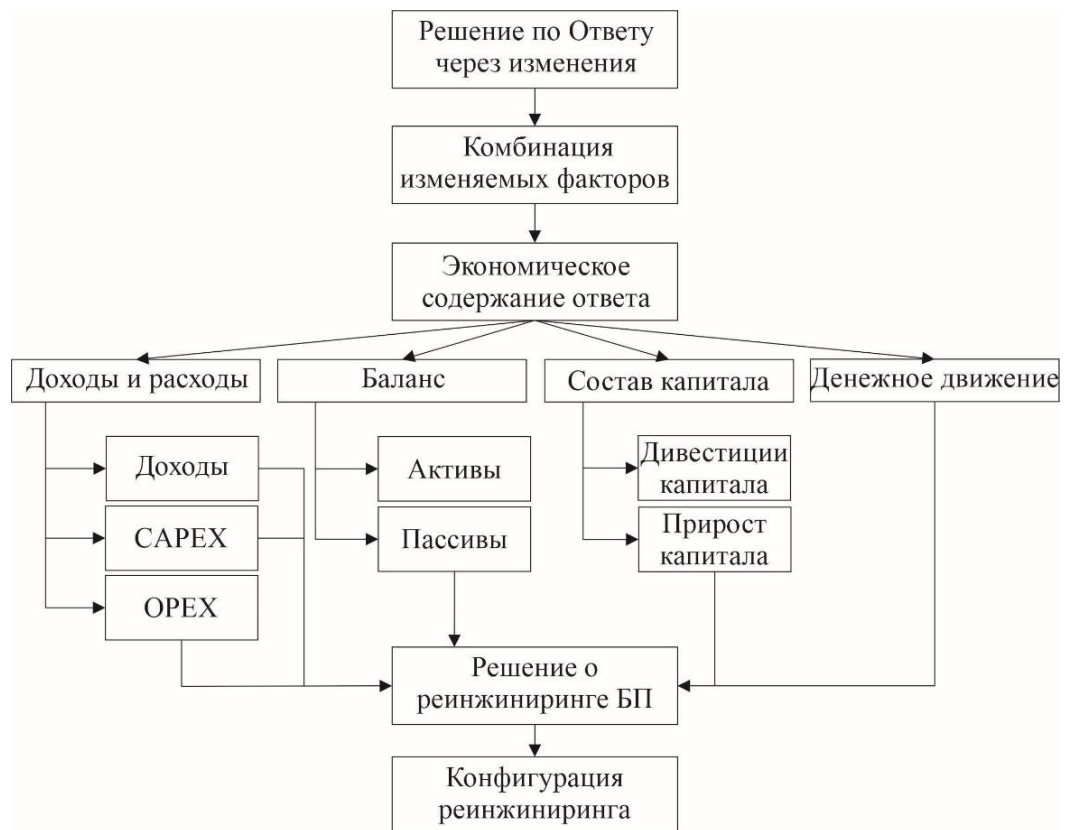 Решение по Ответу
через изменения
Комбинация
изменяемых факторов
Экономическое
содержание ответа
Доходы и расходы
Баланс
Состав капитала
Денежное движение
Доходы
CAPEX
OPEX
Активы
Пассивы
Дивестиции
капитала
Прирост
капитала
Решение о
реинжиниринге БП
Конфигурация
реинжиниринга